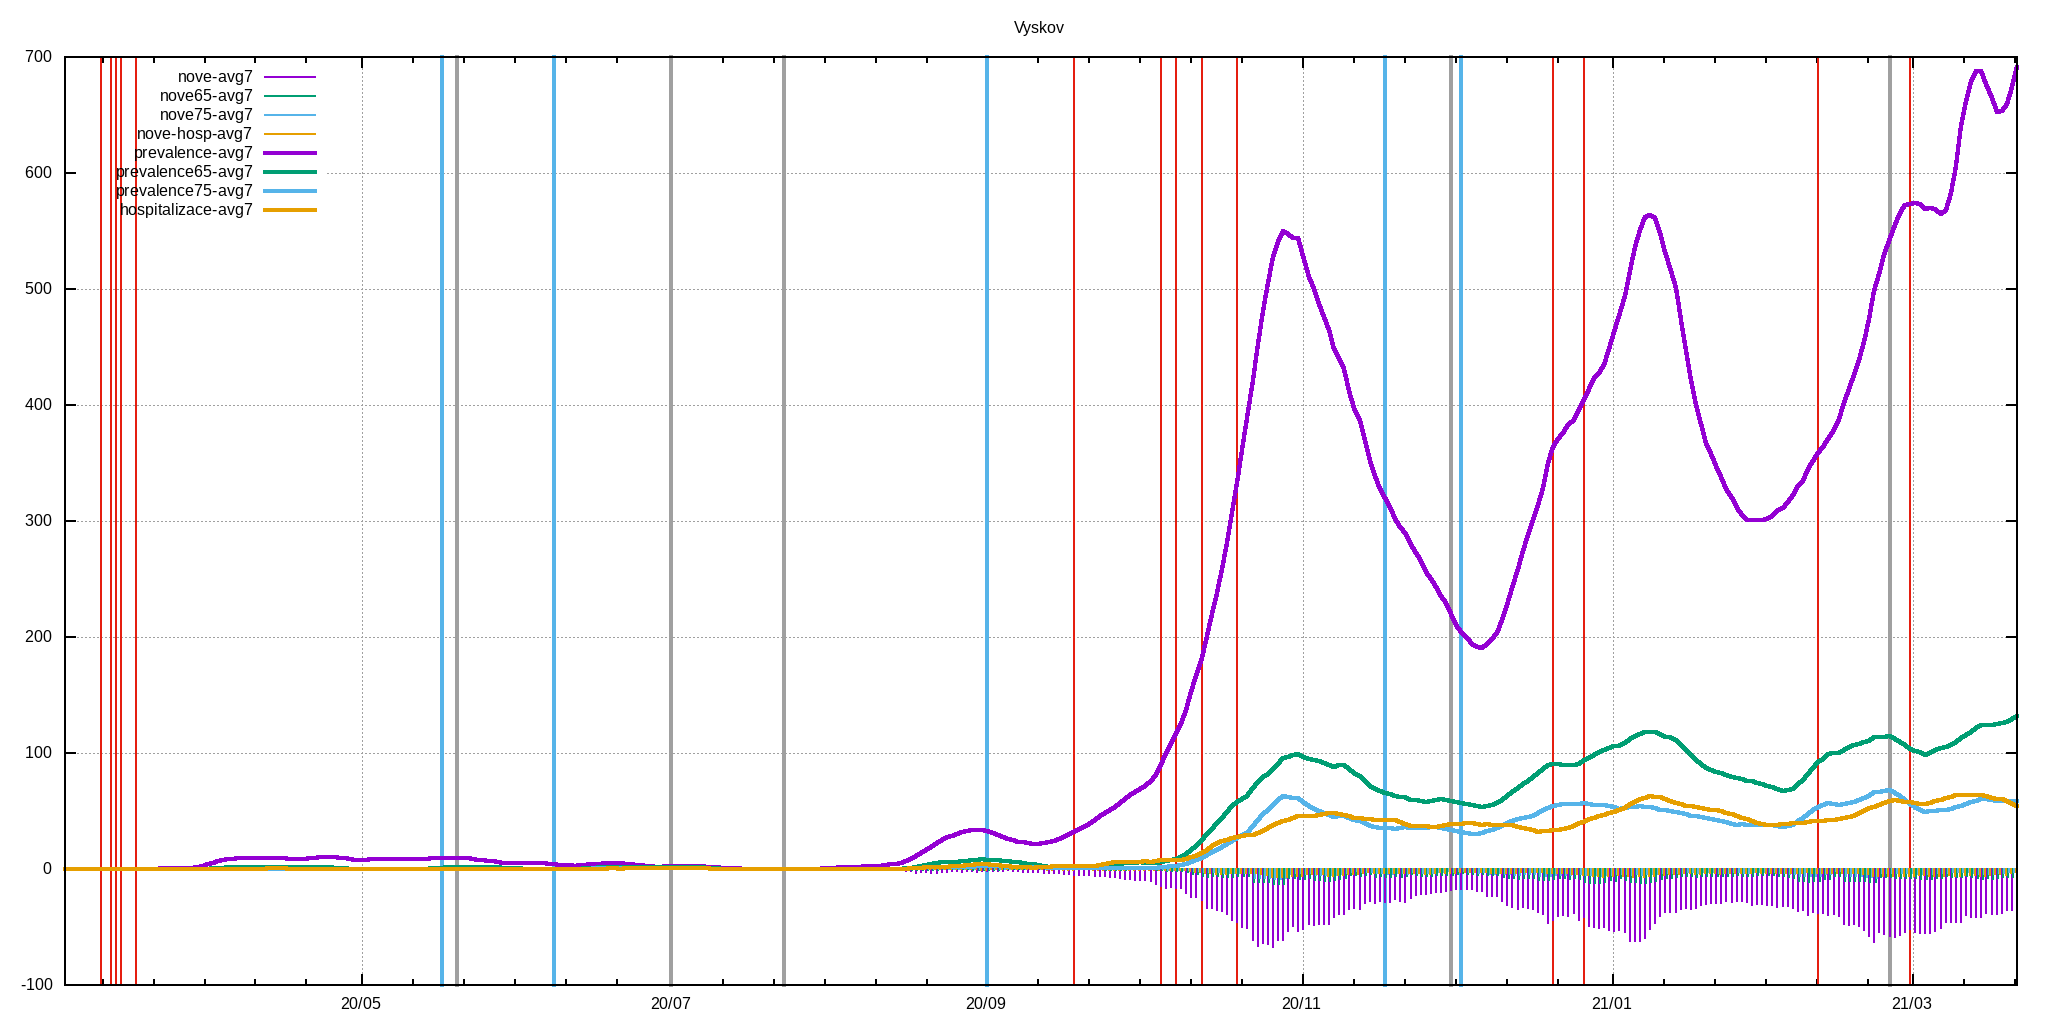 Vyskov
700
600
500
400
300
200
100
0
-100
nove-avg7
nove65-avg7
nove75-avg7
nove-hosp-avg7
prevalence-avg7
prevalence65-avg7
prevalence75-avg7
hospitalizace-avg7
20/05 20/07 20/09 20/11 21/01 21/03